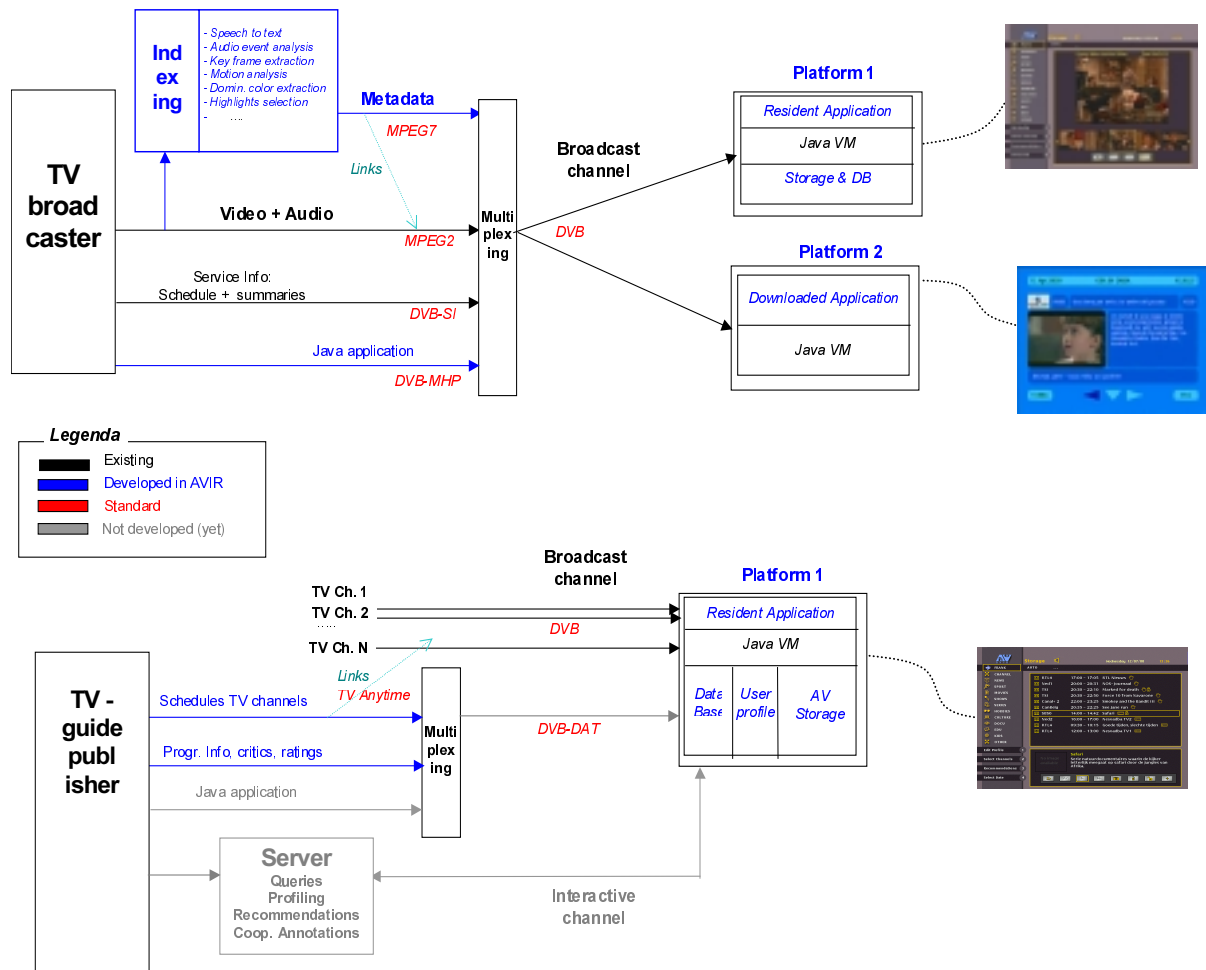 Ind
ex
ing
- Speech to text
- Audio event analysis
- Key frame extraction
- Motion analysis
- Domin. color extraction
- Highlights selection
- ....
TV
broad
caster
Metadata
MPEG7
Links
Video + Audio
MPEG2
Service Info:
Schedule + summaries
DVB-SI
Java application
DVB-MHP
Multi
plex
ing
Broadcast
channel
DVB
Platform 1
Resident Application
Java VM
Storage & DB
Platform 2
Downloaded Application
Java VM
Legenda
Existing
Developed in AVIR
Standard
Not developed (yet)
Broadcast
channel
TV Ch. 1
TV Ch. 2
.....
TV Ch. N
DVB
Links
TV Anytime
TV -
guide
publ
isher
Schedules TV channels
Progr. Info, critics, ratings
Java application
Multi
plex
ing
DVB-DAT
Platform 1
Resident Application
Java VM
Data
Base
User
profile
AV
Storage
Server
Queries
Profiling
Recommendations
Coop. Annotations
Interactive
channel
Storage